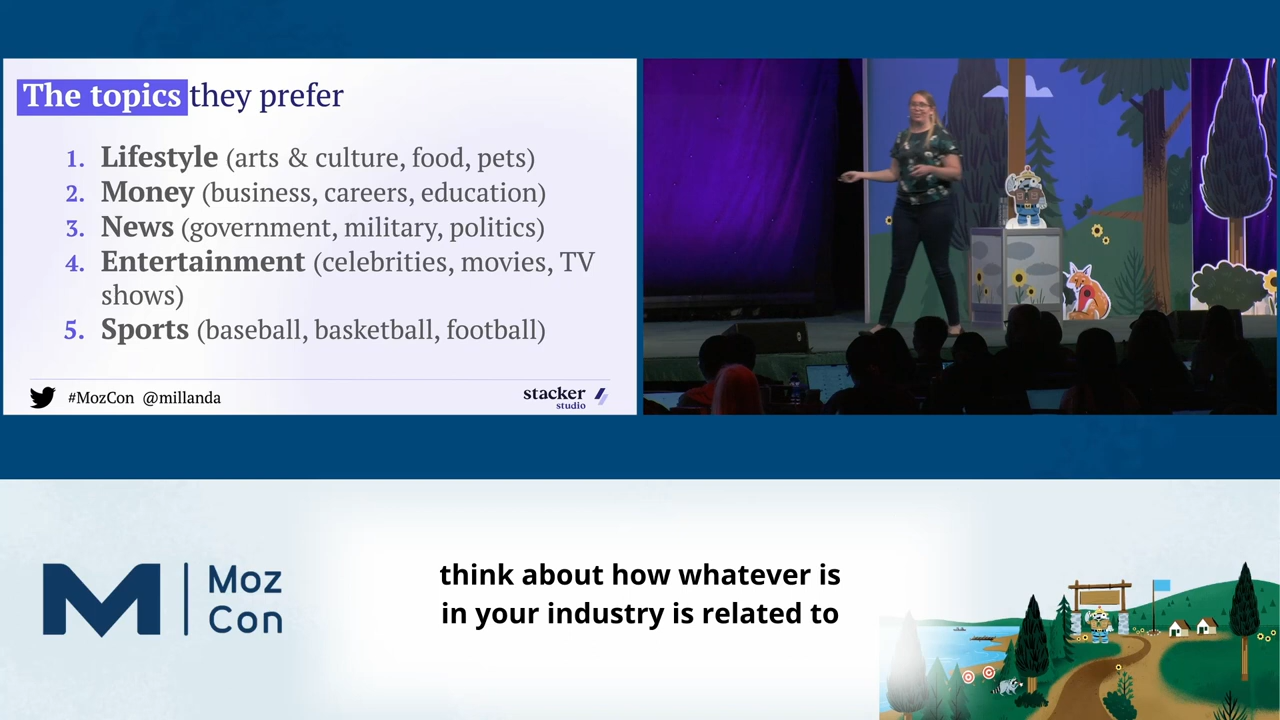 The topics they prefer
1. Lifestyle (arts & culture, food, pets)
2. Money (business, careers, education)
3. News (government, military, politics)
4. Entertainment (celebrities, movies, TV
shows)
5. Sports (baseball, basketball, football)
#MozCon @millanda
stacker
studio
Moz
Con
think about how whatever is
in your industry is related to